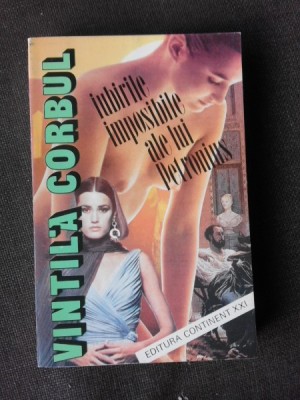 VINTILĂ CORBUL
iubirile
imposibile
ale lui
Petronius
EDITURA CONTINENT XXI